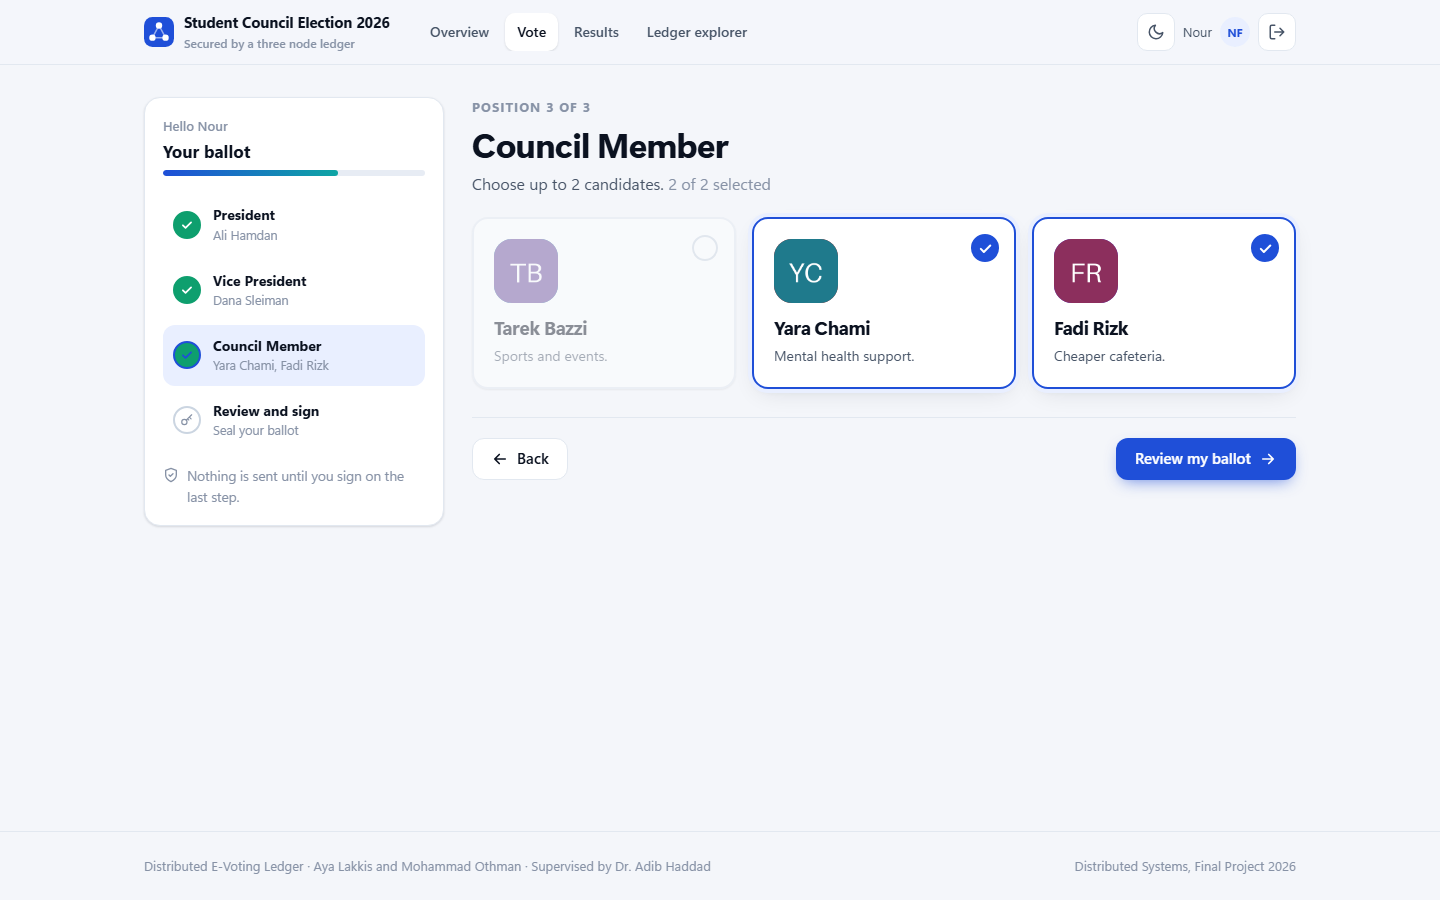 Student Council Election 2026
Secured by a three node ledger
Overview
Vote
Results
Ledger explorer
Nour
NF
Hello Nour
Your ballot
President
Ali Hamdan
Vice President
Dana Sleiman
Council Member
Yara Chami, Fadi Rizk
Review and sign
Seal your ballot
Nothing is sent until you sign on the
last step.
POSITION 3 OF 3
Council Member
Choose up to 2 candidates. 2 of 2 selected
TB
Tarek Bazzi
Sports and events.
YC
Yara Chami
Mental health support.
FR
Fadi Rizk
Cheaper cafeteria.
Back
Review my ballot
Distributed E-Voting Ledger · Aya Lakkis and Mohammad Othman · Supervised by Dr. Adib Haddad
Distributed Systems, Final Project 2026